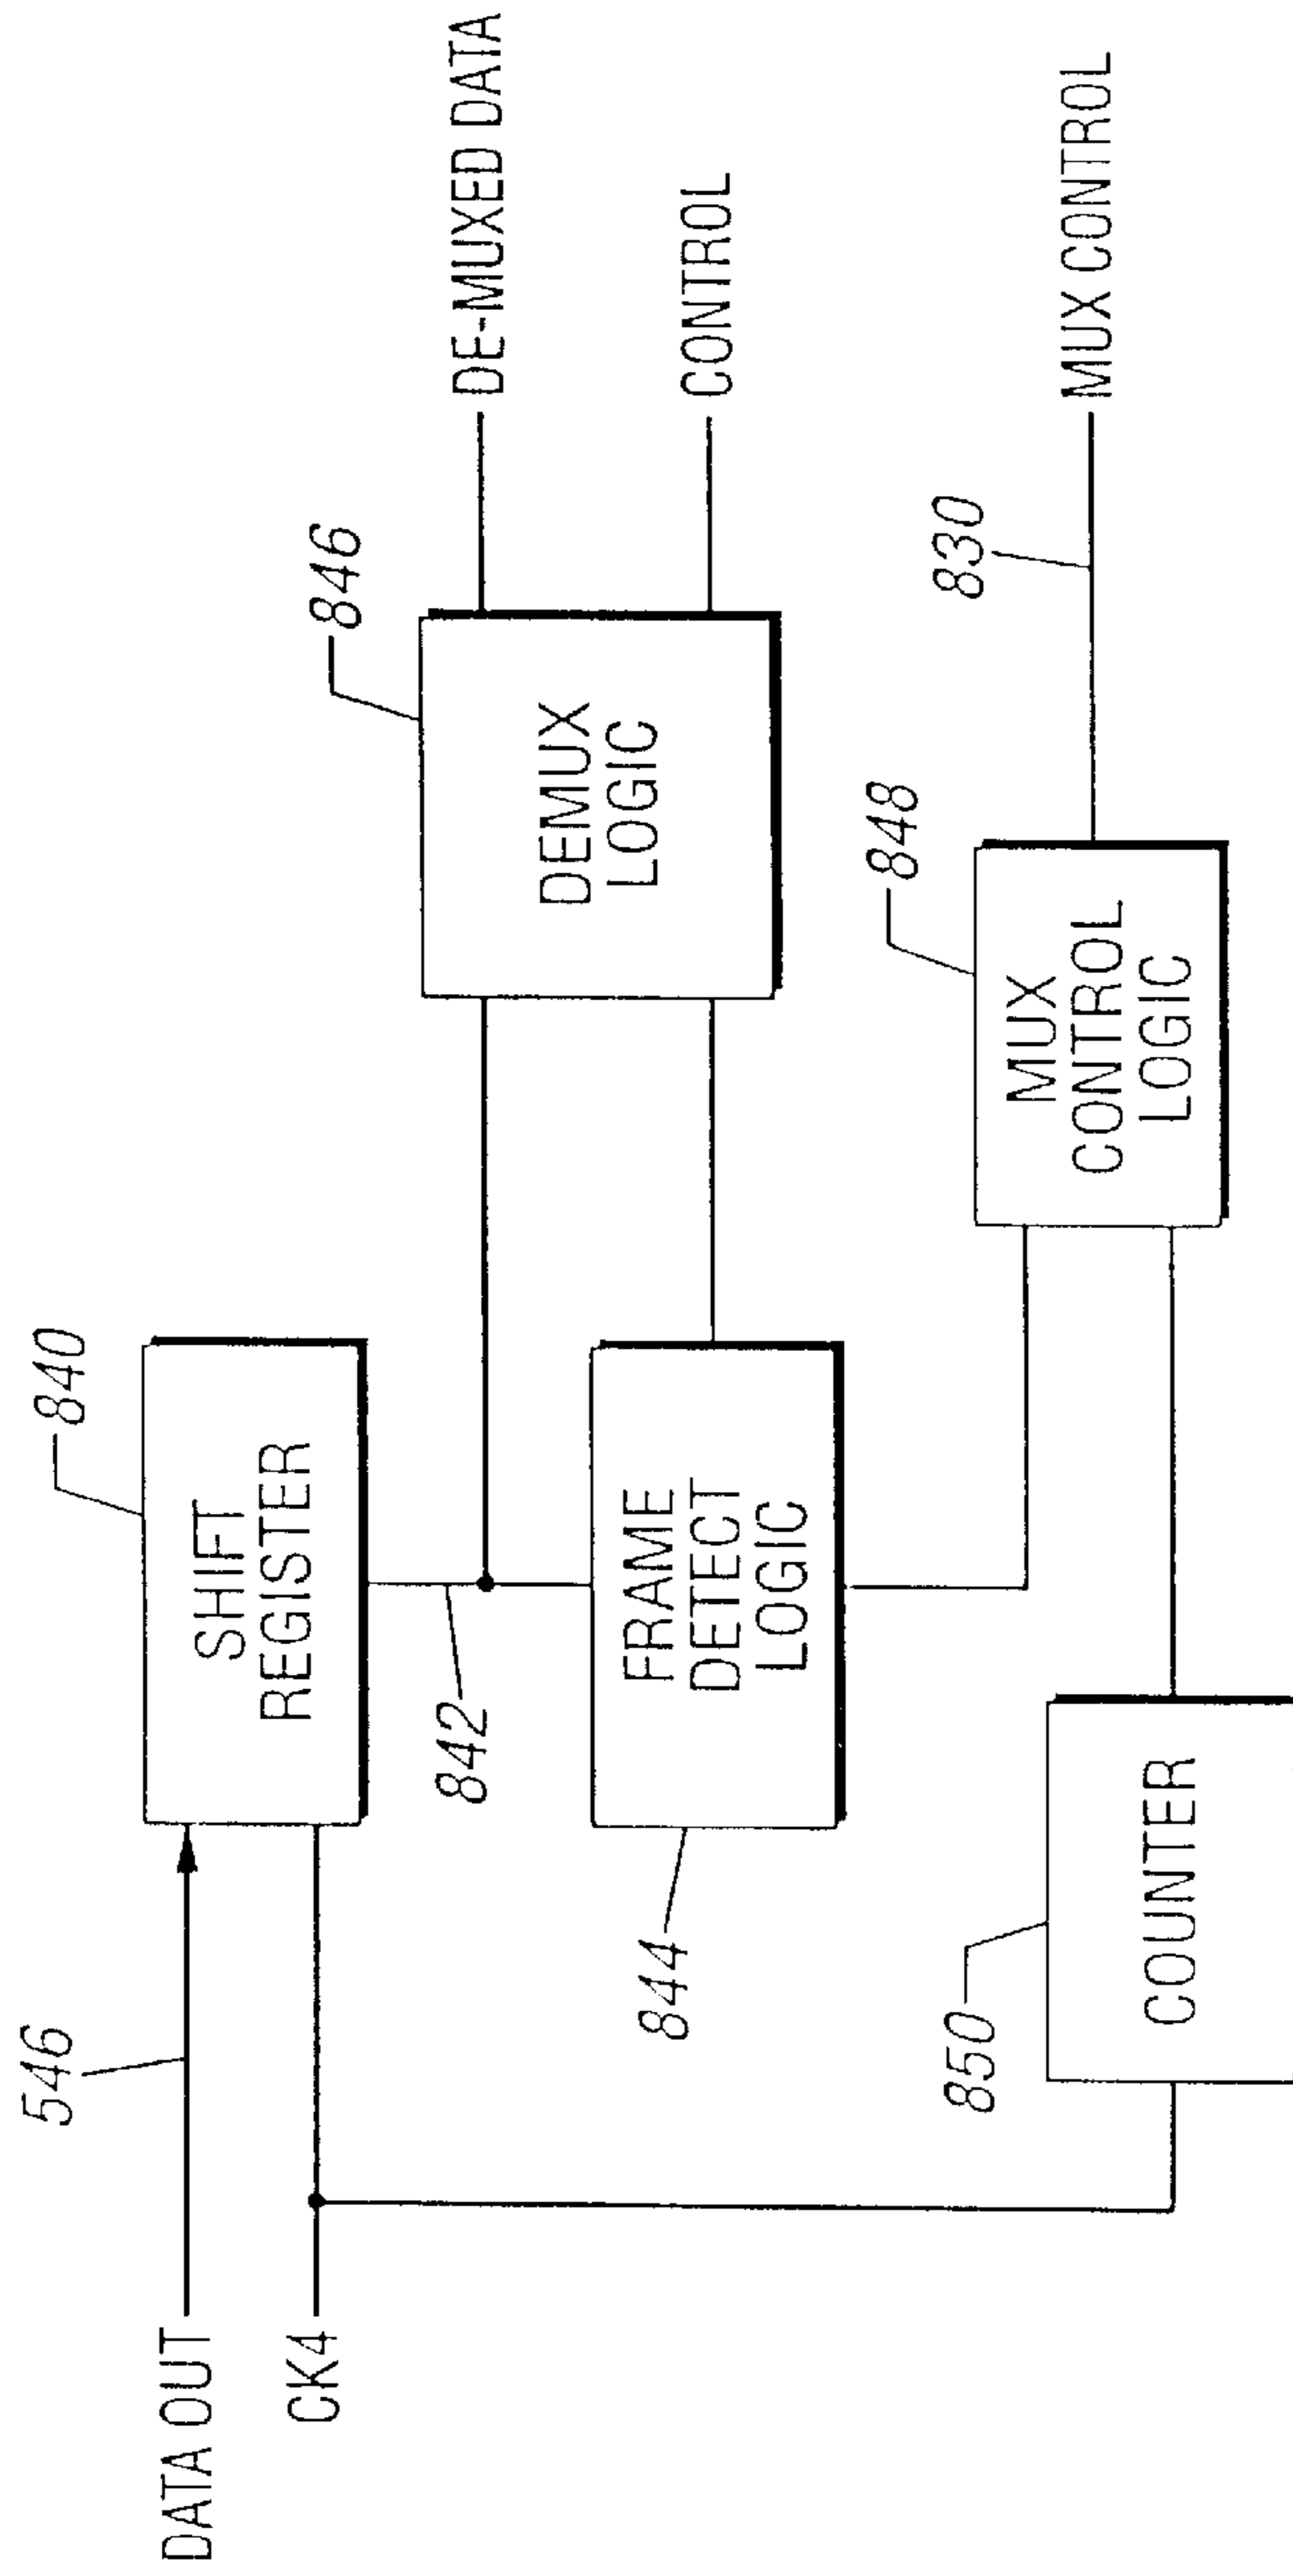 546
DATA OUT
CK4
840
SHIFT
REGISTER
842
844
FRAME
DETECT
LOGIC
846
DEMUX
LOGIC
DE-MUXED DATA
CONTROL
850
COUNTER
848
MUX
CONTROL
LOGIC
830
MUX CONTROL